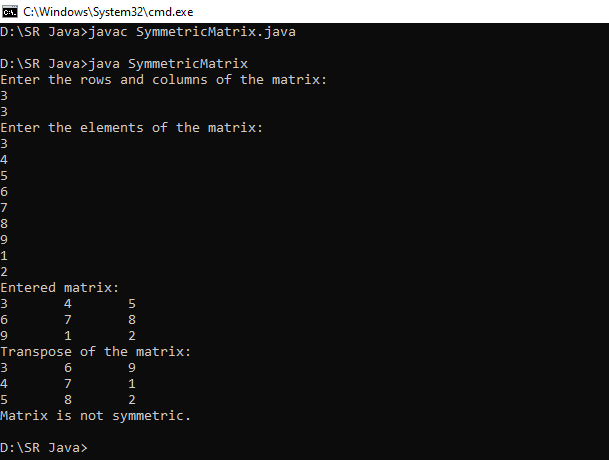 C:\Windows\System32\cmd.exe
D:\SR Java>javac SymmetricMatrix.java
D:\SR Java>java SymmetricMatrix
Enter the rows and columns of the matrix:
3
3
Enter the elements of the matrix:
3
4
5
6
7
8
9
1
2
Entered matrix:
3 4 5
6 7 8
9 1 2
Transpose of the matrix:
3 6 9
4 7 1
5 8 2
Matrix is not symmetric.
D:\SR Java>